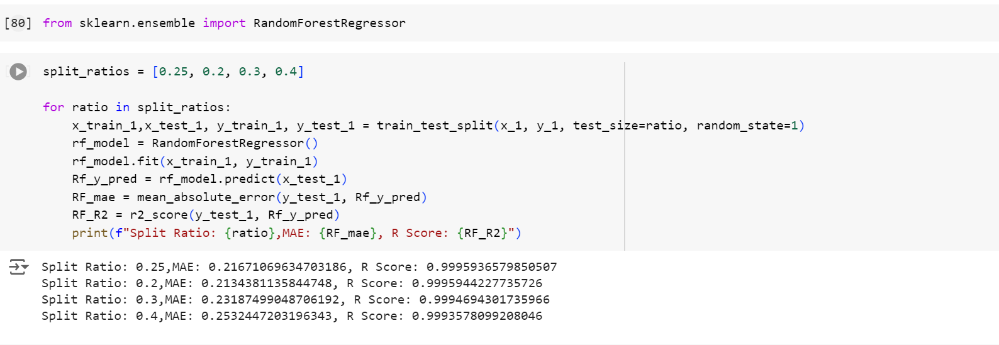 [80] from sklearn.ensemble import RandomForestRegressor
split_ratios = [0.25, 0.2, 0.3, 0.4]
for ratio in split_ratios:
    x_train_1,x_test_1, y_train_1, y_test_1 = train_test_split(x_1, y_1, test_size=ratio, random_state=1)
    rf_model = RandomForestRegressor()
    rf_model.fit(x_train_1, y_train_1)
    Rf_y_pred = rf_model.predict(x_test_1)
    RF_mae = mean_absolute_error(y_test_1, Rf_y_pred)
    RF_R2 = r2_score(y_test_1, Rf_y_pred)
    print(f"Split Ratio: {ratio},MAE: {RF_mae}, R Score: {RF_R2}")
Split Ratio: 0.25,MAE: 0.21671069634703186, R Score: 0.9995936579850507
Split Ratio: 0.2,MAE: 0.2134381135844748, R Score: 0.9995944227735726
Split Ratio: 0.3,MAE: 0.23187499048706192, R Score: 0.9994694301735966
Split Ratio: 0.4,MAE: 0.2532447203196343, R Score: 0.9993578099208046